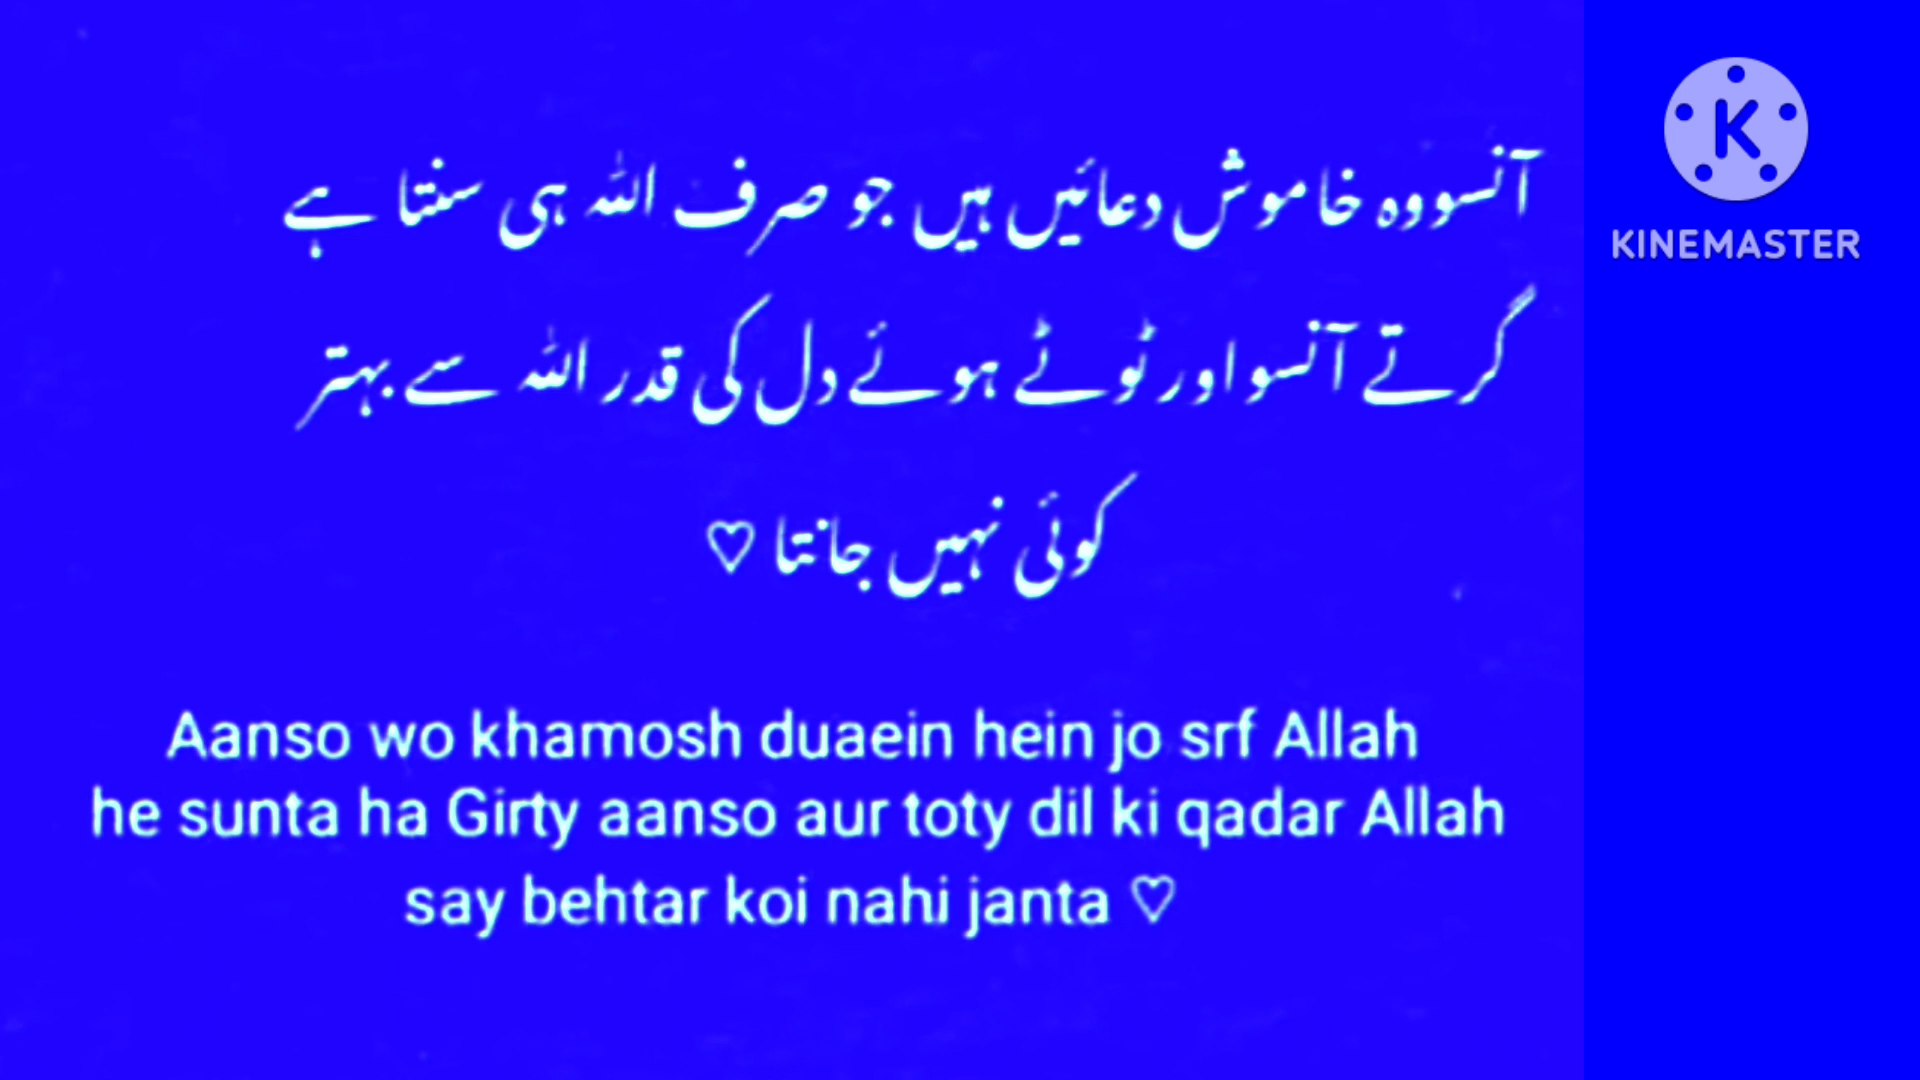 آنسو وہ خاموش دعائیں ہیں جو صرف اللہ ہی سنتا ہے
گرتے آنسو اور ٹوٹے ہوئے دل کی قدر اللہ سے بہتر
کوئی نہیں جانتا ♡
Aanso wo khamosh duaein hein jo srf Allah
he sunta ha Girty aanso aur toty dil ki qadar Allah
say behtar koi nahi janta ♡
K
KINEMASTER